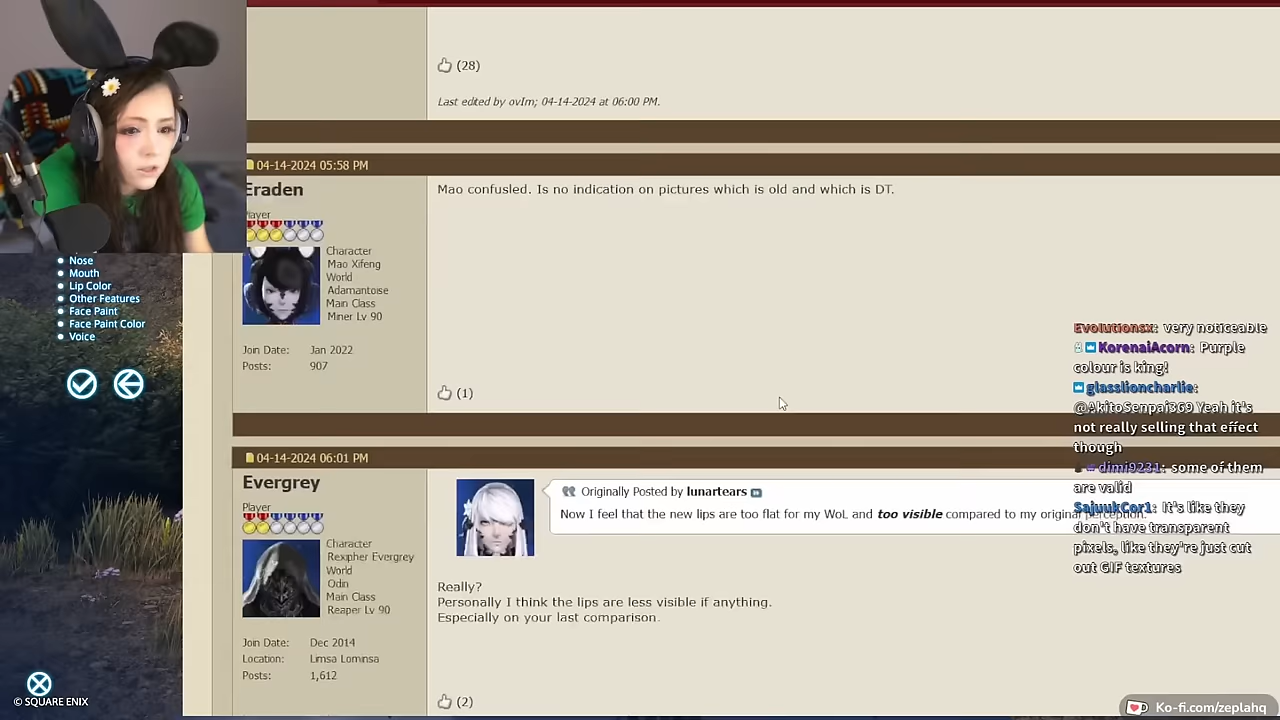 (28)
Last edited by ovIm; 04-14-2024 at 06:00 PM.
04-14-2024 05:58 PM
Eraden
Player
Character
Mao Xifeng
World
Adamantoise
Main Class
Miner Lv 90
Join Date: Jan 2022
Posts: 907
Mao confusled. Is no indication on pictures which is old and which is DT.
(1)
04-14-2024 06:01 PM
Evergrey
Player
Character
Rexipher Evergrey
World
Odin
Main Class
Reaper Lv 90
Join Date: Dec 2014
Location: Limsa Lominsa
Posts: 1,612
Originally Posted by lunartears
Now I feel that the new lips are too flat for my WoL and too visible compared to my original perception.
Really?
Personally I think the lips are less visible if anything.
Especially on your last comparison.
(2)
Nose
Mouth
Lip Color
Other Features
Face Paint
Face Paint Color
Voice
© SQUARE ENIX
Evolutionsx: very noticeable
KorenaiAcorn: Purple
colour is king!
glasslioncharlie:
@AkitoSenpai369 Yeah it's
not really selling that effect
though
dimi9231: some of them
are valid
SajuukCor1: It's like they
don't have transparent
pixels, like they're just cut
out GIF textures
Ko-fi.com/zeplahq